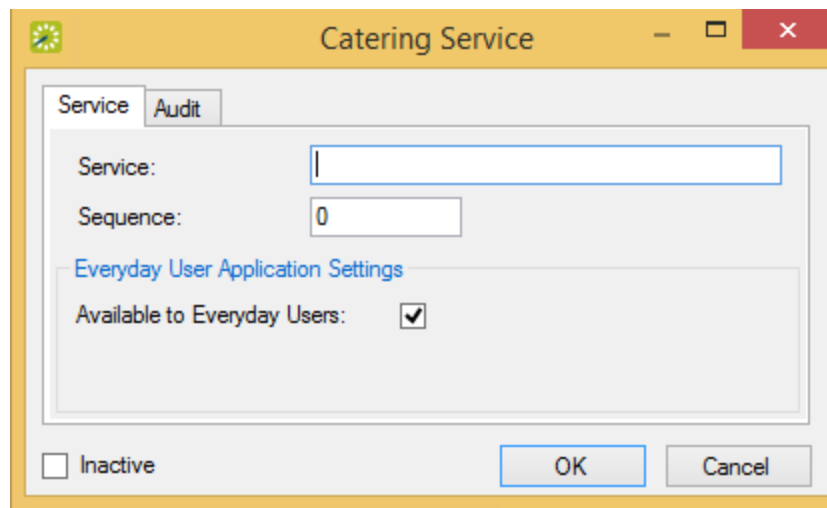 Catering Service
Service Audit
Service:
Sequence: 0
Everyday User Application Settings
Available to Everyday Users:
Inactive OK Cancel